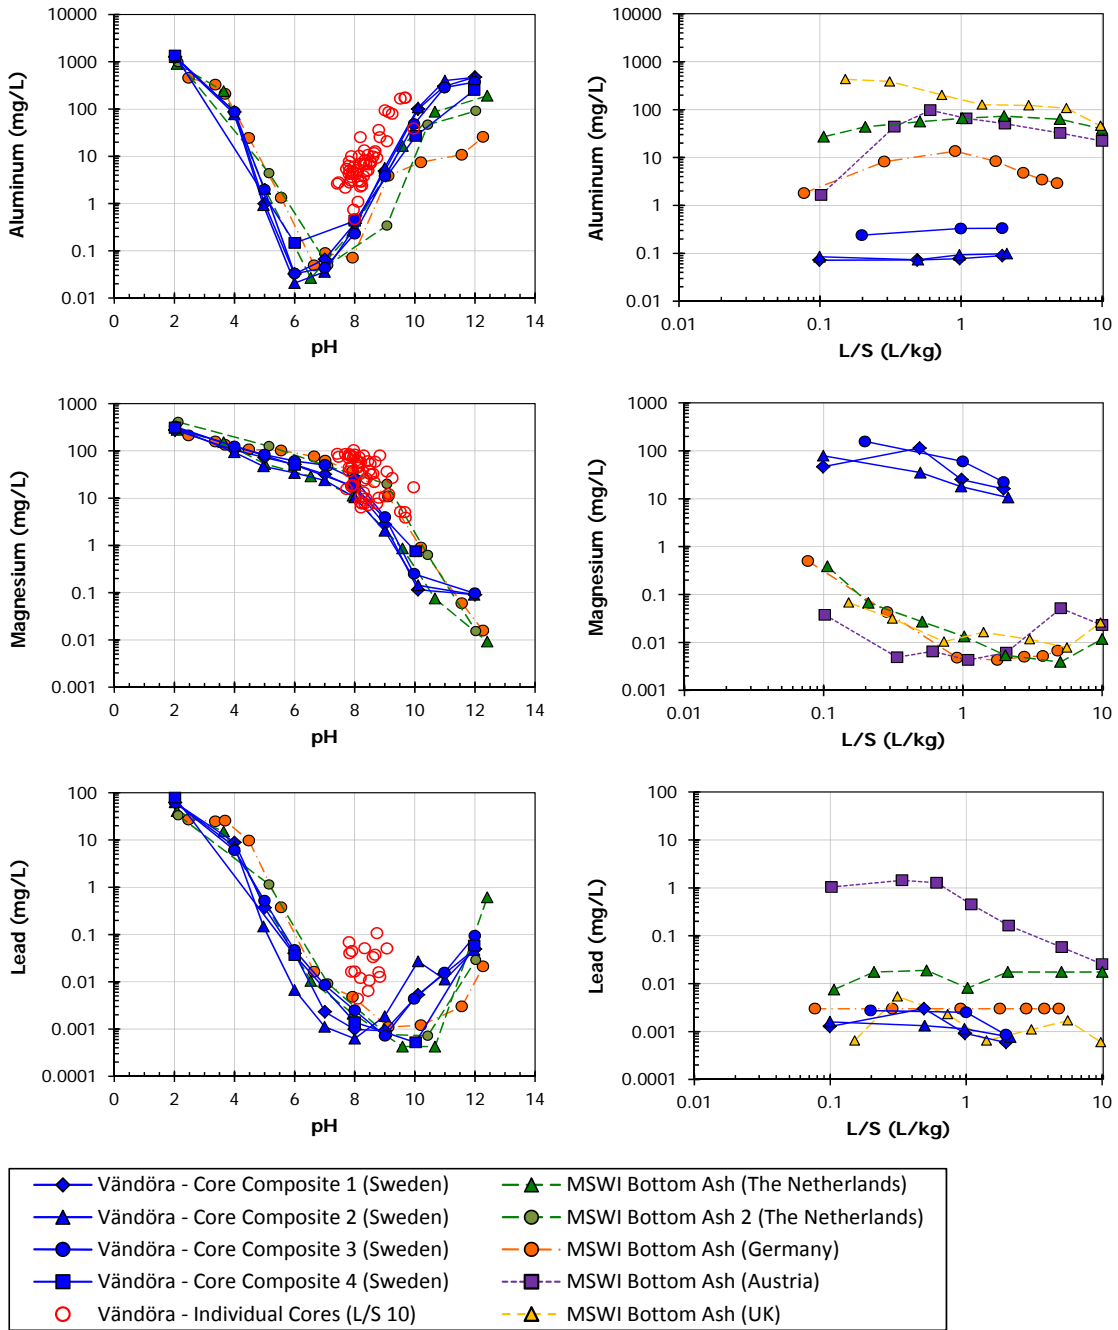 10000
1000
100
10
1
0.1
0.01
Aluminum (mg/L)
0 2 4 6 8 10 12 14
pH
10000
1000
100
10
1
0.1
0.01
Aluminum (mg/L)
0.01 0.1 1 10
L/S (L/kg)
1000
100
10
1
0.1
0.01
0.001
Magnesium (mg/L)
0 2 4 6 8 10 12 14
pH
1000
100
10
1
0.1
0.01
0.001
Magnesium (mg/L)
0.01 0.1 1 10
L/S (L/kg)
100
10
1
0.1
0.01
0.001
0.0001
Lead (mg/L)
0 2 4 6 8 10 12 14
pH
100
10
1
0.1
0.01
0.001
0.0001
Lead (mg/L)
0.01 0.1 1 10
L/S (L/kg)
Vändöra - Core Composite 1 (Sweden)
Vändöra - Core Composite 2 (Sweden)
Vändöra - Core Composite 3 (Sweden)
Vändöra - Core Composite 4 (Sweden)
Vändöra - Individual Cores (L/S 10)
MSWI Bottom Ash (The Netherlands)
MSWI Bottom Ash 2 (The Netherlands)
MSWI Bottom Ash (Germany)
MSWI Bottom Ash (Austria)
MSWI Bottom Ash (UK)